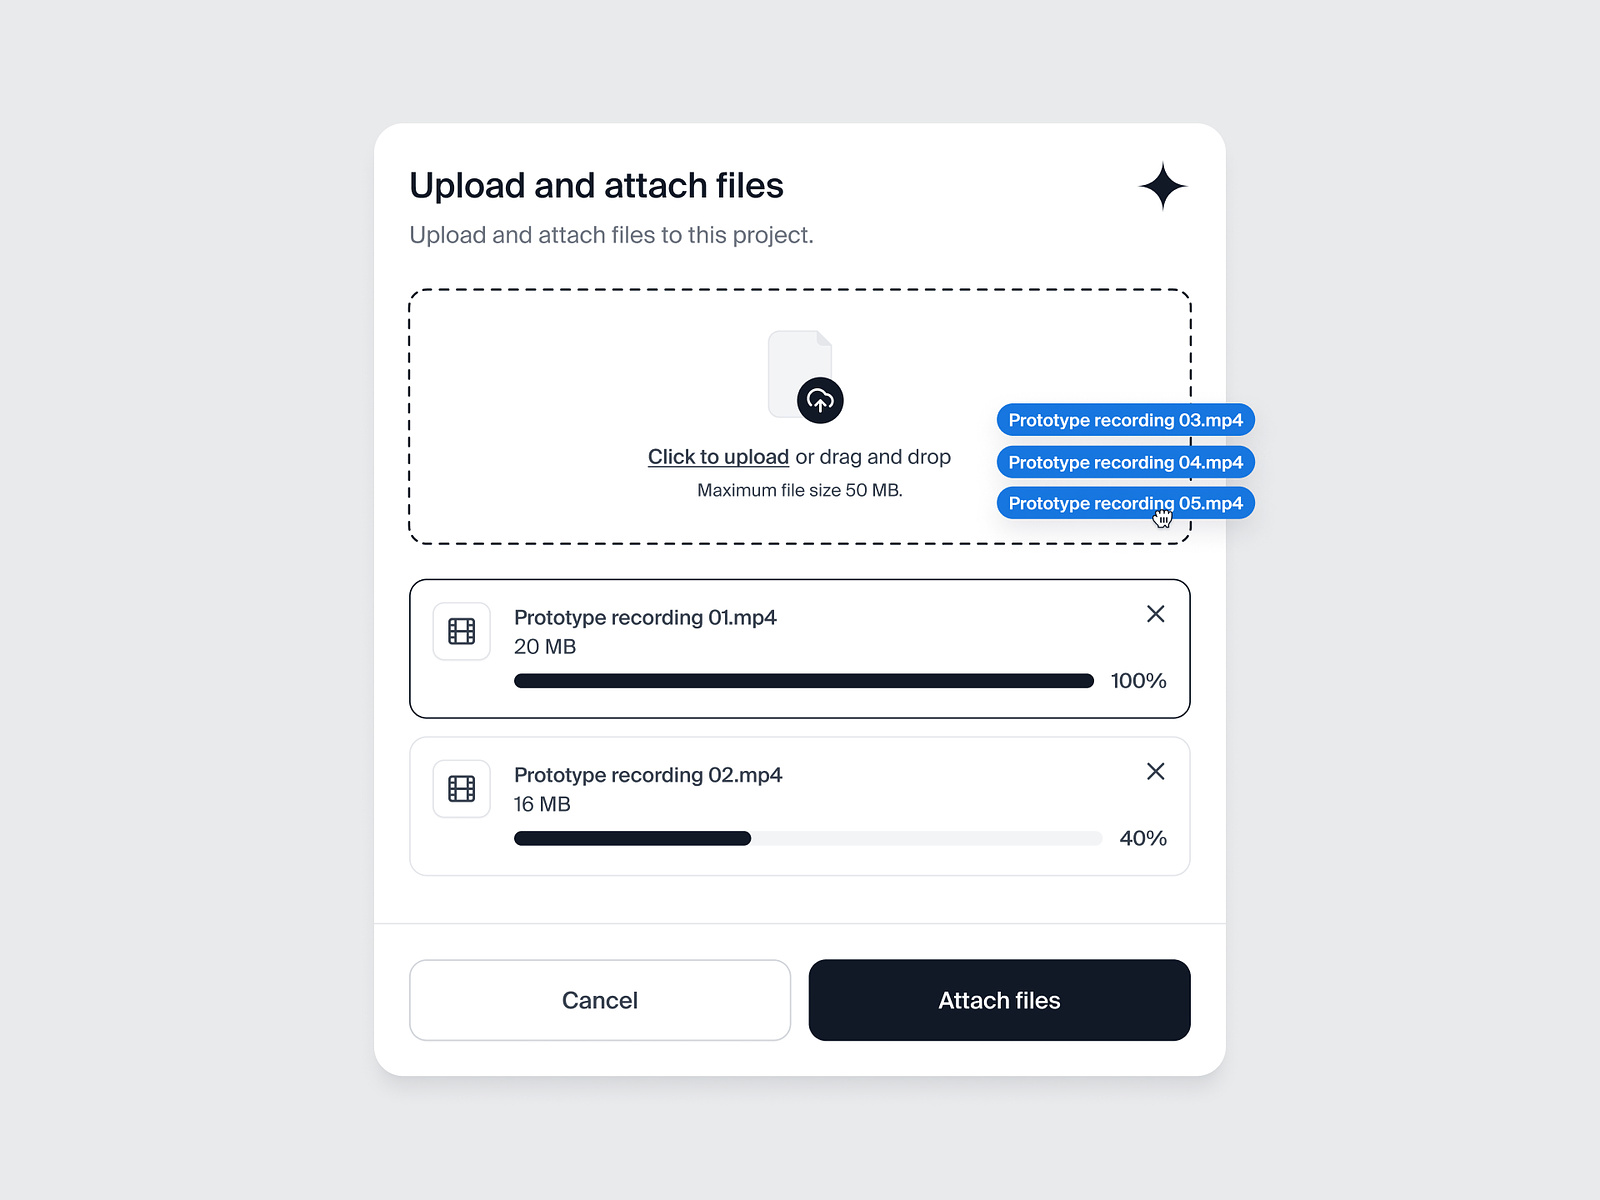 Upload and attach files
Upload and attach files to this project.
Click to upload or drag and drop
Maximum file size 50 MB.
Prototype recording 03.mp4
Prototype recording 04.mp4
Prototype recording 05.mp4
Prototype recording 01.mp4
20 MB
100%
Prototype recording 02.mp4
16 MB
40%
Cancel
Attach files